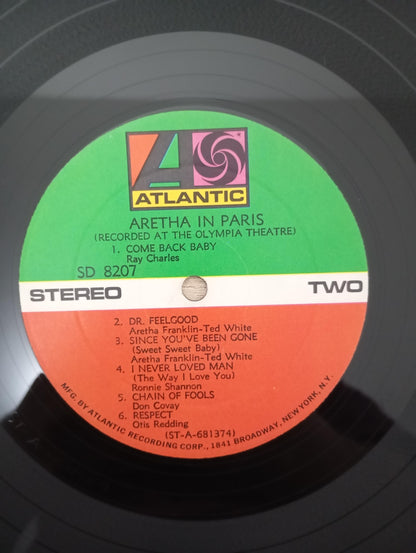 ATLANTIC
ARETHA IN PARIS
(RECORDED AT THE OLYMPIA THEATRE)
1. COME BACK BABY
Ray Charles
SD 8207
STEREO TWO
2. DR. FEELGOOD
Aretha Franklin-Ted White
3. SINCE YOU'VE BEEN GONE
(Sweet Sweet Baby)
Aretha Franklin-Ted White
4. I NEVER LOVED MAN
(The Way I Love You)
Ronnie Shannon
5. CHAIN OF FOOLS
Don Covay
6. RESPECT
Otis Redding
(ST-A-681374)
MFG. BY ATLANTIC RECORDING CORP., 1841 BROADWAY, NEW YORK, N.Y.